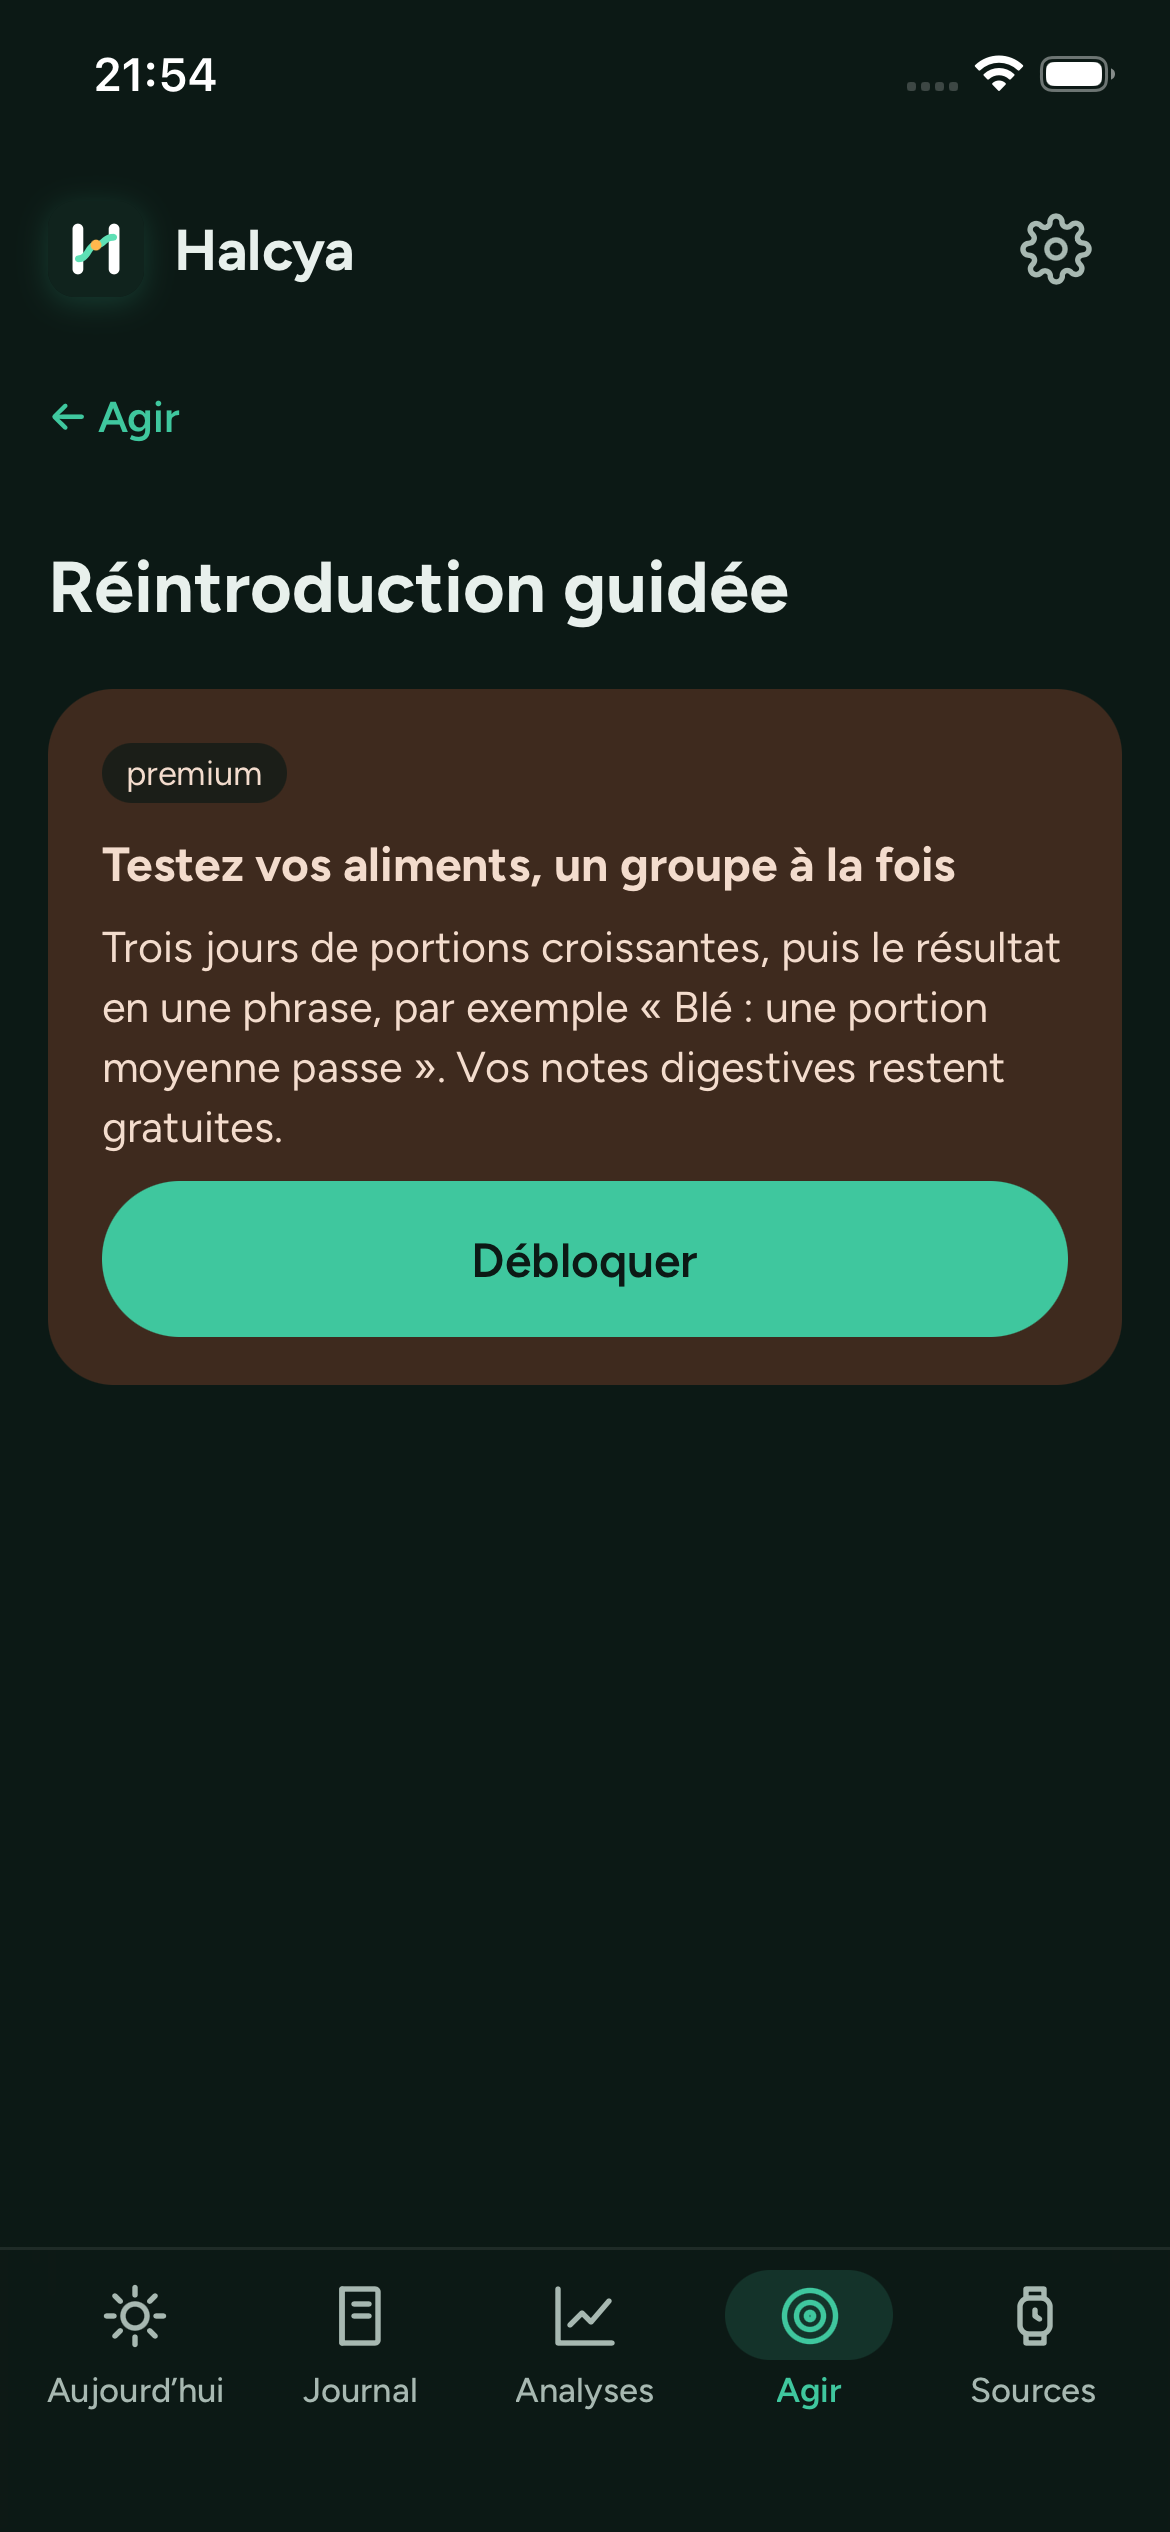 21:54
Halcya
← Agir
Réintroduction guidée
premium
Testez vos aliments, un groupe à la fois
Trois jours de portions croissantes, puis le résultat
en une phrase, par exemple « Blé : une portion
moyenne passe ». Vos notes digestives restent
gratuites.
Débloquer
Aujourd’hui
Journal
Analyses
Agir
Sources